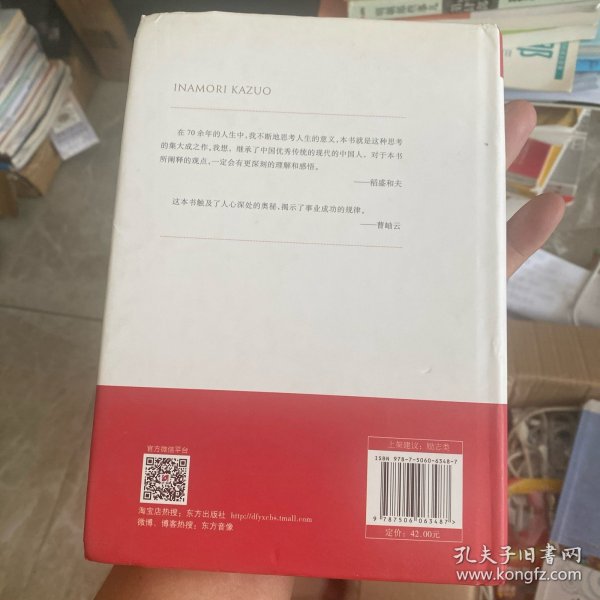 INAMORI KAZUO
在 70 余年的人生中，我不断地思考人生的意义，本书就是这种思考
的集大成之作。我想，继承了中国优秀传统的现代的中国人，对于本书
所阐释的观点，一定会有更深刻的理解和感悟。
——稻盛和夫
这本书触及了人心深处的奥秘，揭示了事业成功的规律。
——曹岫云
官方微信平台
淘宝店热搜：东方出版社 http://dfyxcbs.tmall.com
微博、博客热搜：东方音像
上架建议：励志类
ISBN 978-7-5060-6348-7
9 787506 063487 >
定价：42.00元
孔夫子旧书网
www.kongfz.com